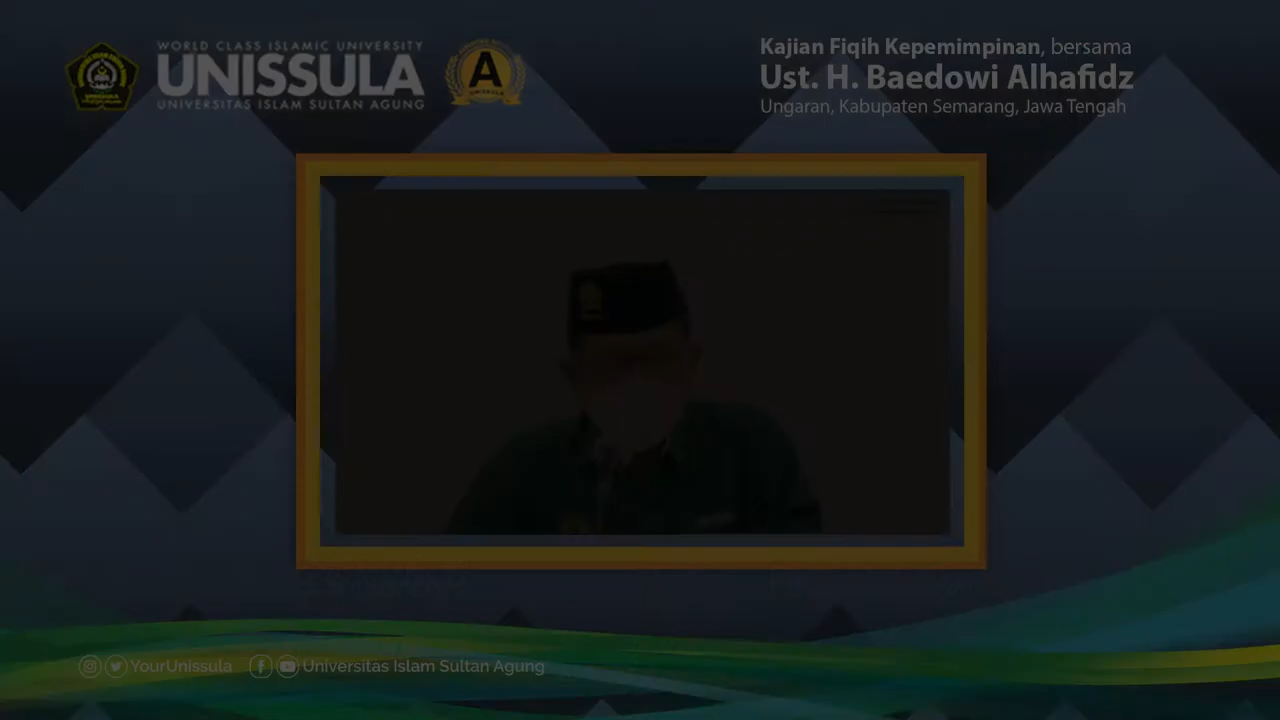 WORLD CLASS ISLAMIC UNIVERSITY
UNISSULA
UNIVERSITAS ISLAM SULTAN AGUNG
A
UNISSULA
Kajian Fiqih Kepemimpinan, bersama
Ust. H. Baedowi Alhafidz
Ungaran, Kabupaten Semarang, Jawa Tengah
YourUnissula
Universitas Islam Sultan Agung